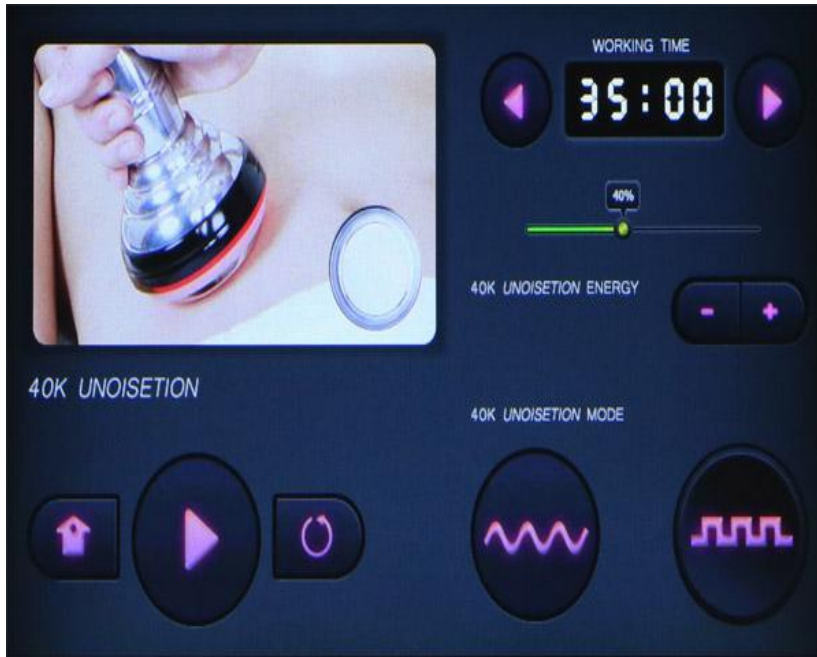 WORKING TIME
35:00
40%
40K UNOISETION ENERGY
- +
40K UNOISETION
40K UNOISETION MODE